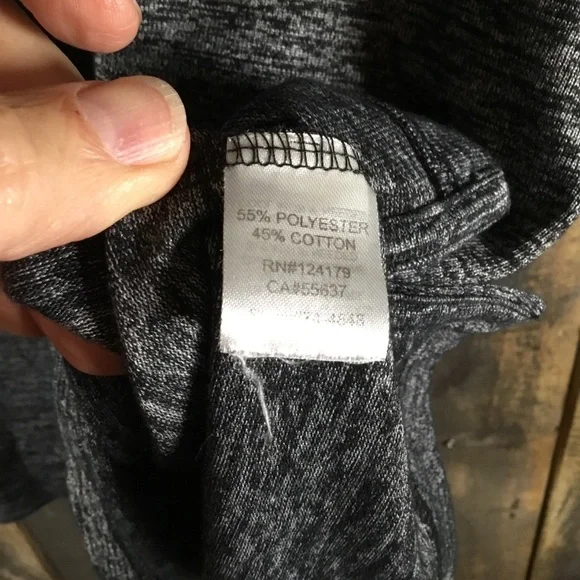 55% POLYESTER
45% COTTON
RN#124179
CA#55637